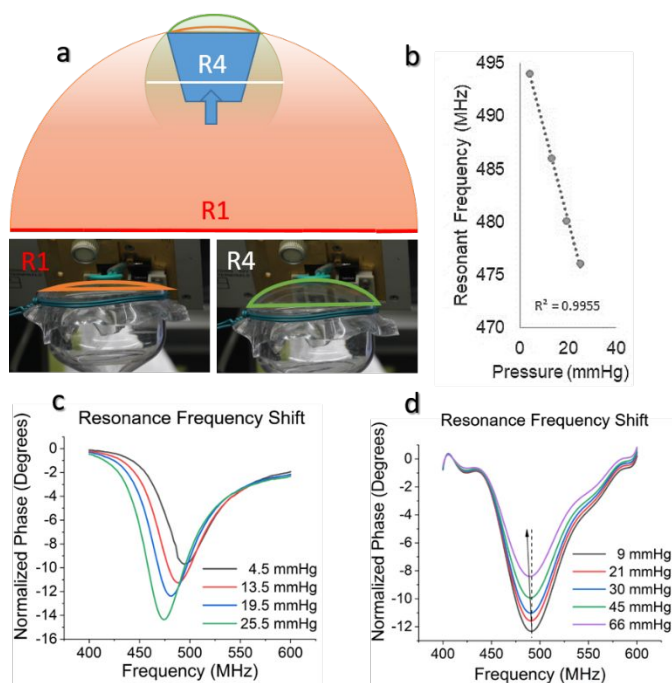 a
R4
R1
R1
R4
b
Resonant Frequency (MHz)
495
490
485
480
475
470
R² = 0.9955
0 20 40
Pressure (mmHg)
c
Resonance Frequency Shift
Normalized Phase (Degrees)
0
-2
-4
-6
-8
-10
-12
-14
-16
4.5 mmHg
13.5 mmHg
19.5 mmHg
25.5 mmHg
400 450 500 550 600
Frequency (MHz)
d
Resonance Frequency Shift
Normalized Phase (Degrees)
0
-2
-4
-6
-8
-10
-12
9 mmHg
21 mmHg
30 mmHg
45 mmHg
66 mmHg
400 450 500 550 600
Frequency (MHz)